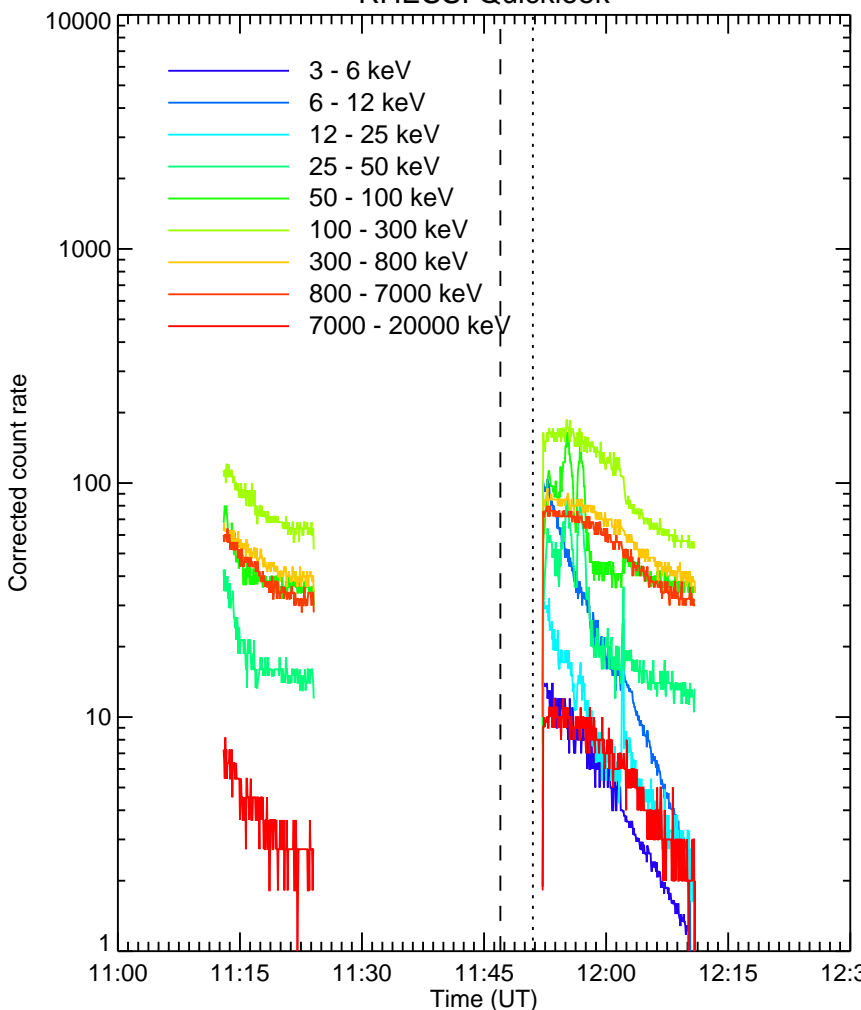 10000
3 - 6 keV
6 - 12 keV
12 - 25 keV
25 - 50 keV
50 - 100 keV
100 - 300 keV
300 - 800 keV
800 - 7000 keV
7000 - 20000 keV
1000
100
10
1
Corrected count rate
11:00 11:15 11:30 11:45 12:00 12:15
Time (UT)